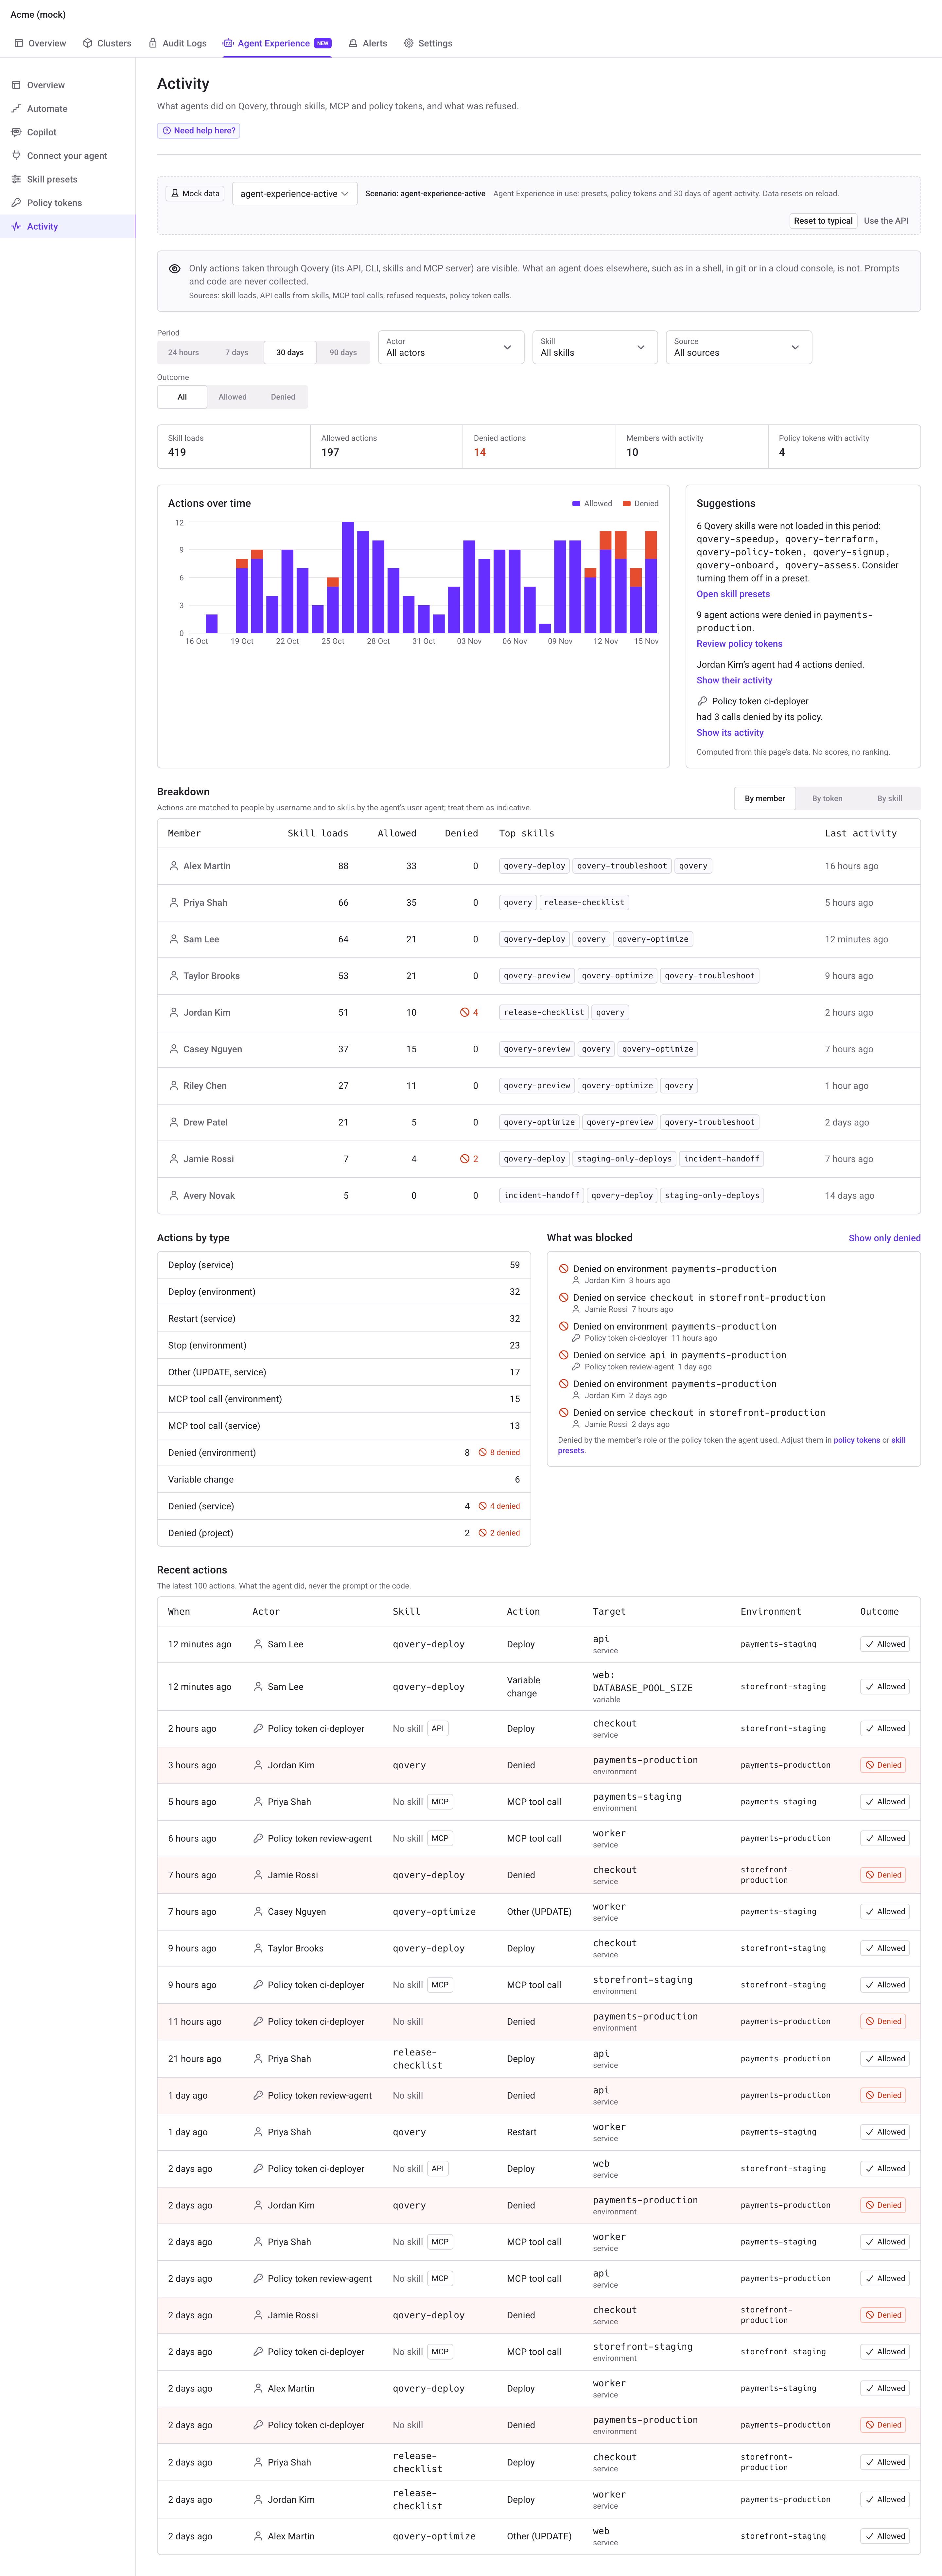 Acme (mock)
Overview
Clusters
Audit Logs
Agent Experience NEW
Alerts
Settings
Overview
Automate
Copilot
Connect your agent
Skill presets
Policy tokens
Activity
Activity
What agents did on Qovery, through skills, MCP and policy tokens, and what was refused.
Need help here?
Mock data
agent-experience-active
Scenario: agent-experience-active
Agent Experience in use: presets, policy tokens and 30 days of agent activity. Data resets on reload.
Reset to typical
Use the API
Only actions taken through Qovery (its API, CLI, skills and MCP server) are visible. What an agent does elsewhere, such as in a shell, in git or in a cloud console, is not. Prompts
and code are never collected.
Sources: skill loads, API calls from skills, MCP tool calls, refused requests, policy token calls.
Period
24 hours 7 days 30 days 90 days
Actor
All actors
Skill
All skills
Source
All sources
Outcome
All Allowed Denied
Skill loads
419
Allowed actions
197
Denied actions
14
Members with activity
10
Policy tokens with activity
4
Actions over time
Allowed Denied
12
9
6
3
0
16 Oct 19 Oct 22 Oct 25 Oct 28 Oct 31 Oct 03 Nov 06 Nov 09 Nov 12 Nov 15 Nov
Suggestions
6 Qovery skills were not loaded in this period:
qovery-speedup, qovery-terraform,
qovery-policy-token, qovery-signup,
qovery-onboard, qovery-assess. Consider
turning them off in a preset.
Open skill presets
9 agent actions were denied in payments-
production.
Review policy tokens
Jordan Kim's agent had 4 actions denied.
Show their activity
Policy token ci-deployer
had 3 calls denied by its policy.
Show its activity
Computed from this page's data. No scores, no ranking.
Breakdown
Actions are matched to people by username and to skills by the agent's user agent; treat them as indicative.
By member By token By skill
Member Skill loads Allowed Denied Top skills Last activity
Alex Martin 88 33 0 qovery-deploy qovery-troubleshoot qovery 16 hours ago
Priya Shah 66 35 0 qovery release-checklist 5 hours ago
Sam Lee 64 21 0 qovery-deploy qovery qovery-optimize 12 minutes ago
Taylor Brooks 53 21 0 qovery-preview qovery-optimize qovery-troubleshoot 9 hours ago
Jordan Kim 51 10 4 release-checklist qovery 2 hours ago
Casey Nguyen 37 15 0 qovery-preview qovery qovery-optimize 7 hours ago
Riley Chen 27 11 0 qovery-preview qovery-optimize qovery 1 hour ago
Drew Patel 21 5 0 qovery-optimize qovery-preview qovery-troubleshoot 2 days ago
Jamie Rossi 7 4 2 qovery-deploy staging-only-deploys incident-handoff 7 hours ago
Avery Novak 5 0 0 incident-handoff qovery-deploy staging-only-deploys 14 days ago
Actions by type
Deploy (service) 59
Deploy (environment) 32
Restart (service) 32
Stop (environment) 23
Other (UPDATE, service) 17
MCP tool call (environment) 15
MCP tool call (service) 13
Denied (environment) 8 8 denied
Variable change 6
Denied (service) 4 4 denied
Denied (project) 2 2 denied
What was blocked
Show only denied
Denied on environment payments-production
Jordan Kim 3 hours ago
Denied on service checkout in storefront-production
Jamie Rossi 7 hours ago
Denied on environment payments-production
Policy token ci-deployer 11 hours ago
Denied on service api in payments-production
Policy token review-agent 1 day ago
Denied on environment payments-production
Jordan Kim 2 days ago
Denied on service checkout in storefront-production
Jamie Rossi 2 days ago
Denied by the member's role or the policy token the agent used. Adjust them in policy tokens or skill
presets.
Recent actions
The latest 100 actions. What the agent did, never the prompt or the code.
When Actor Skill Action Target Environment Outcome
12 minutes ago Sam Lee qovery-deploy Deploy api service payments-staging Allowed
12 minutes ago Sam Lee qovery-deploy Variable change web: DATABASE_POOL_SIZE variable storefront-staging Allowed
2 hours ago Policy token ci-deployer No skill API Deploy checkout service storefront-staging Allowed
3 hours ago Jordan Kim qovery Denied payments-production environment payments-production Denied
5 hours ago Priya Shah No skill MCP MCP tool call payments-staging environment payments-staging Allowed
6 hours ago Policy token review-agent No skill MCP MCP tool call worker service payments-production Allowed
7 hours ago Jamie Rossi qovery-deploy Denied checkout service storefront-production Denied
7 hours ago Casey Nguyen qovery-optimize Other (UPDATE) worker service payments-staging Allowed
9 hours ago Taylor Brooks qovery-deploy Deploy checkout service storefront-staging Allowed
9 hours ago Policy token ci-deployer No skill MCP MCP tool call storefront-staging environment storefront-staging Allowed
11 hours ago Policy token ci-deployer No skill Denied payments-production environment payments-production Denied
21 hours ago Priya Shah release-checklist Deploy api service payments-production Allowed
1 day ago Policy token review-agent No skill Denied api service payments-production Denied
1 day ago Priya Shah qovery Restart worker service payments-staging Allowed
2 days ago Policy token ci-deployer No skill API Deploy web service storefront-staging Allowed
2 days ago Jordan Kim qovery Denied payments-production environment payments-production Denied
2 days ago Priya Shah No skill MCP MCP tool call worker service payments-staging Allowed
2 days ago Policy token review-agent No skill MCP MCP tool call api service payments-production Allowed
2 days ago Jamie Rossi qovery-deploy Denied checkout service storefront-production Denied
2 days ago Policy token ci-deployer No skill MCP MCP tool call storefront-staging environment storefront-staging Allowed
2 days ago Alex Martin qovery-deploy Deploy worker service payments-staging Allowed
2 days ago Policy token ci-deployer No skill Denied payments-production environment payments-production Denied
2 days ago Priya Shah release-checklist Deploy checkout service storefront-production Allowed
2 days ago Jordan Kim release-checklist Deploy worker service payments-production Allowed
2 days ago Alex Martin qovery-optimize Other (UPDATE) web service storefront-staging Allowed